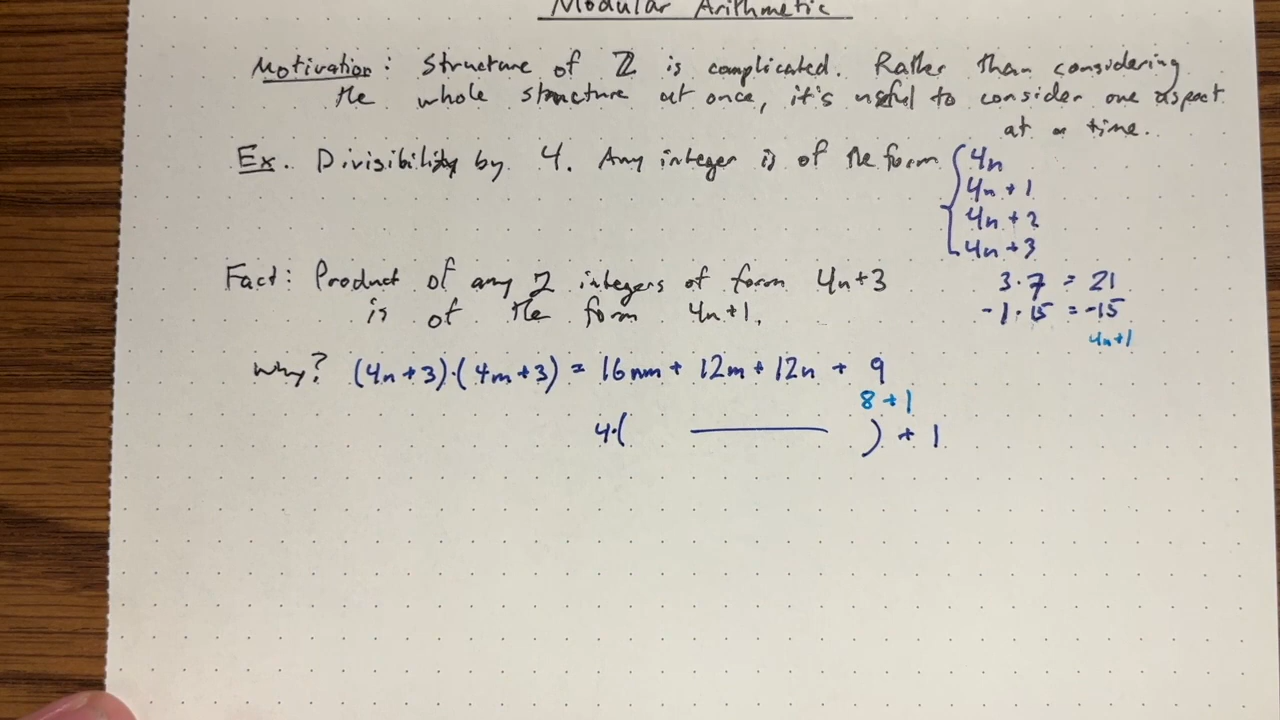 Modular Arithmetic
Motivation: Structure of ℤ is complicated. Rather than considering
the whole structure at once, it's useful to consider one aspect
at a time.
Ex. Divisibility by 4. Any integer is of the form { 4n
4n + 1
4n + 2
4n + 3
Fact: Product of any 2 integers of form 4n+3
is of the form 4n+1.
3·7 = 21
-1·15 = -15
4n+1
Why? (4n+3)·(4m+3) = 16nm + 12m + 12n + 9
8 + 1
4·( ——— ) + 1